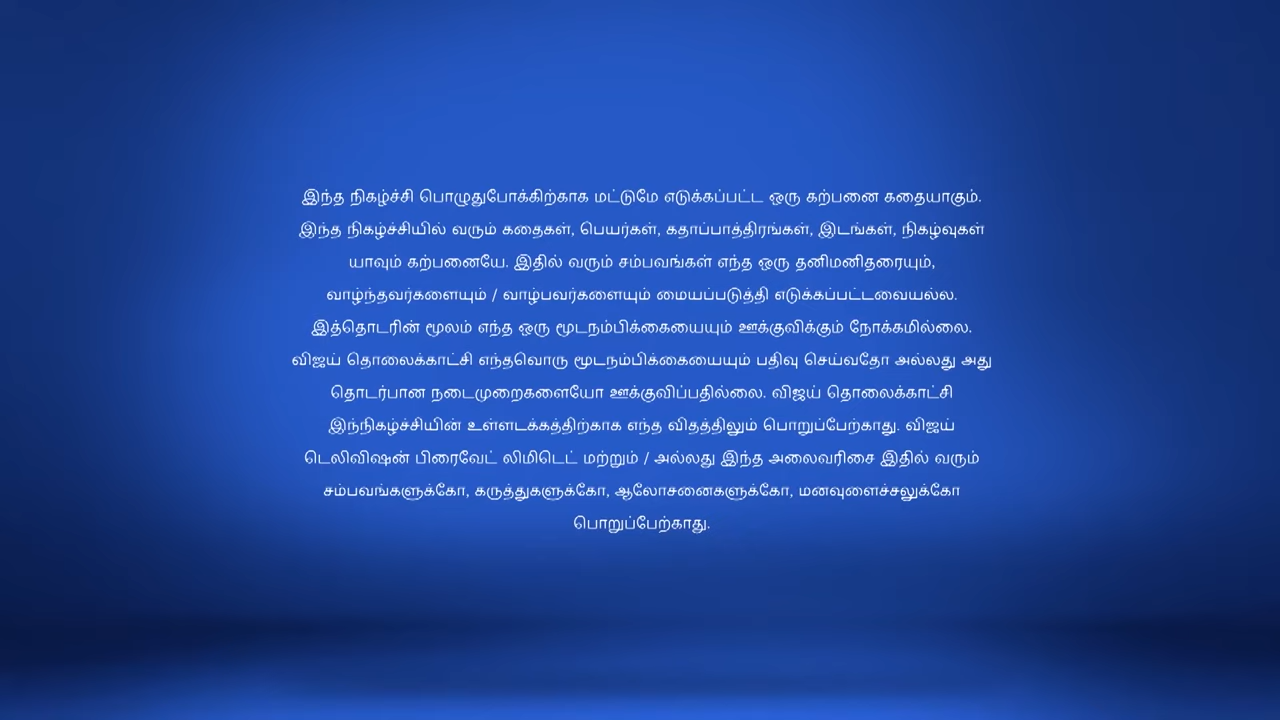 இந்த நிகழ்ச்சி பொழுதுபோக்கிற்காக மட்டுமே எடுக்கப்பட்ட ஒரு கற்பனை கதையாகும்.
இந்த நிகழ்ச்சியில் வரும் கதைகள், பெயர்கள், கதாப்பாத்திரங்கள், இடங்கள், நிகழ்வுகள்
யாவும் கற்பனையே. இதில் வரும் சம்பவங்கள் எந்த ஒரு தனிமனிதரையும்,
வாழ்ந்தவர்களையும் / வாழ்பவர்களையும் மையப்படுத்தி எடுக்கப்பட்டவையல்ல.
இத்தொடரின் மூலம் எந்த ஒரு மூடநம்பிக்கையையும் ஊக்குவிக்கும் நோக்கமில்லை.
விஜய் தொலைக்காட்சி எந்தவொரு மூடநம்பிக்கையையும் பதிவு செய்வதோ அல்லது அது
தொடர்பான நடைமுறைகளையோ ஊக்குவிப்பதில்லை. விஜய் தொலைக்காட்சி
இந்நிகழ்ச்சியின் உள்ளடக்கத்திற்காக எந்த விதத்திலும் பொறுப்பேற்காது. விஜய்
டெலிவிஷன் பிரைவேட் லிமிடெட் மற்றும் / அல்லது இந்த அலைவரிசை இதில் வரும்
சம்பவங்களுக்கோ, கருத்துகளுக்கோ, ஆலோசனைகளுக்கோ, மனவுளைச்சலுக்கோ
பொறுப்பேற்காது.